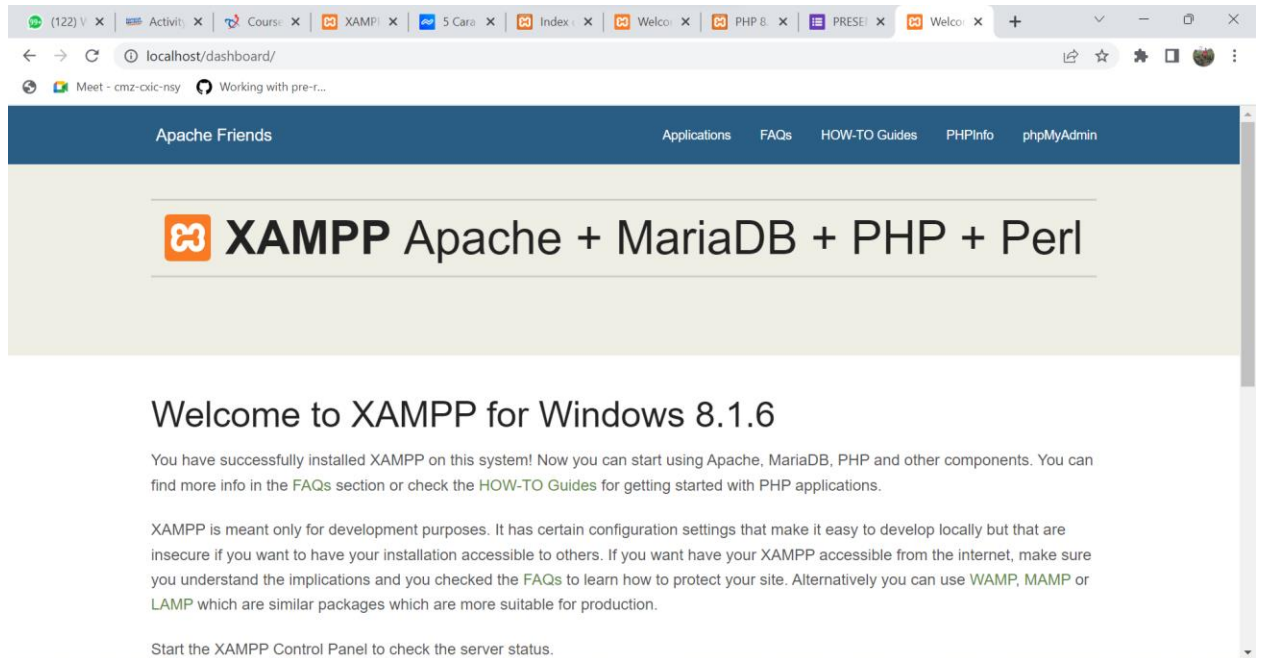 (122) V
Activity
Course
XAMP
5 Cara
Index
Welco
PHP 8.
PRESE
Welco
localhost/dashboard/
Meet - cmz-cxic-nsy
Working with pre-r...
Apache Friends
Applications
FAQs
HOW-TO Guides
PHPInfo
phpMyAdmin
XAMPP Apache + MariaDB + PHP + Perl
Welcome to XAMPP for Windows 8.1.6
You have successfully installed XAMPP on this system! Now you can start using Apache, MariaDB, PHP and other components. You can
find more info in the FAQs section or check the HOW-TO Guides for getting started with PHP applications.
XAMPP is meant only for development purposes. It has certain configuration settings that make it easy to develop locally but that are
insecure if you want to have your installation accessible to others. If you want have your XAMPP accessible from the internet, make sure
you understand the implications and you checked the FAQs to learn how to protect your site. Alternatively you can use WAMP, MAMP or
LAMP which are similar packages which are more suitable for production.
Start the XAMPP Control Panel to check the server status.